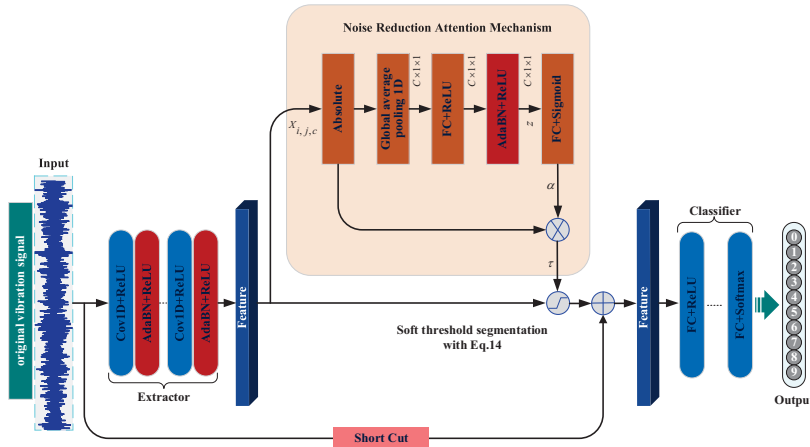 Noise Reduction Attention Mechanism
Absolute
Global average
pooling 1D
C×1×1
FC+ReLU
C×1×1
AdaBN+ReLU
C×1×1
z
FC+Sigmoid
X i, j, c
α
τ
Input
original vibration signal
Cov1D+ReLU
AdaBN+ReLU
......
Cov1D+ReLU
AdaBN+ReLU
Extractor
Feature
Soft threshold segmentation
with Eq.14
Short Cut
Feature
Classifier
FC+ReLU
......
FC+Softmax
0
1
2
3
4
5
6
7
8
9
Outpu